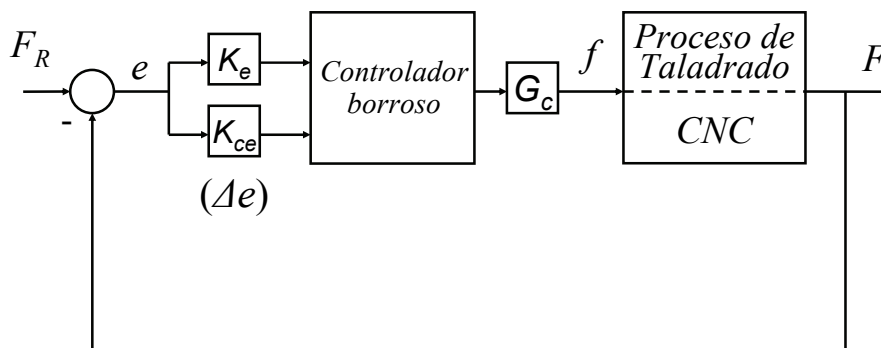 F_R
e
-
K_e
K_ce
(Δe)
Controlador
borroso
G_c
f
Proceso de
Taladrado
CNC
F